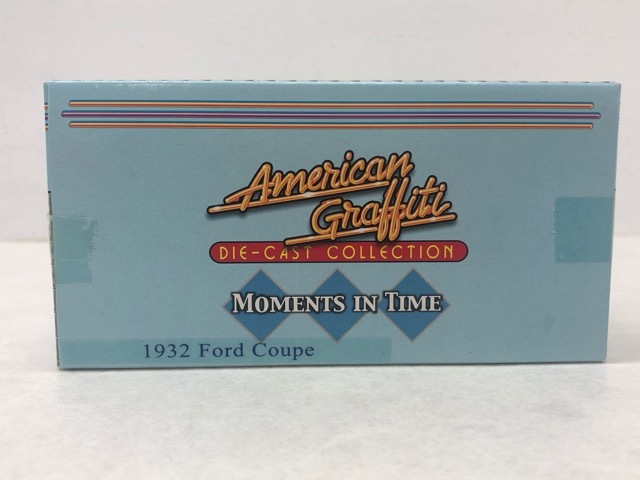 American
Graffiti
DIE-CAST COLLECTION
MOMENTS IN TIME
1932 Ford Coupe